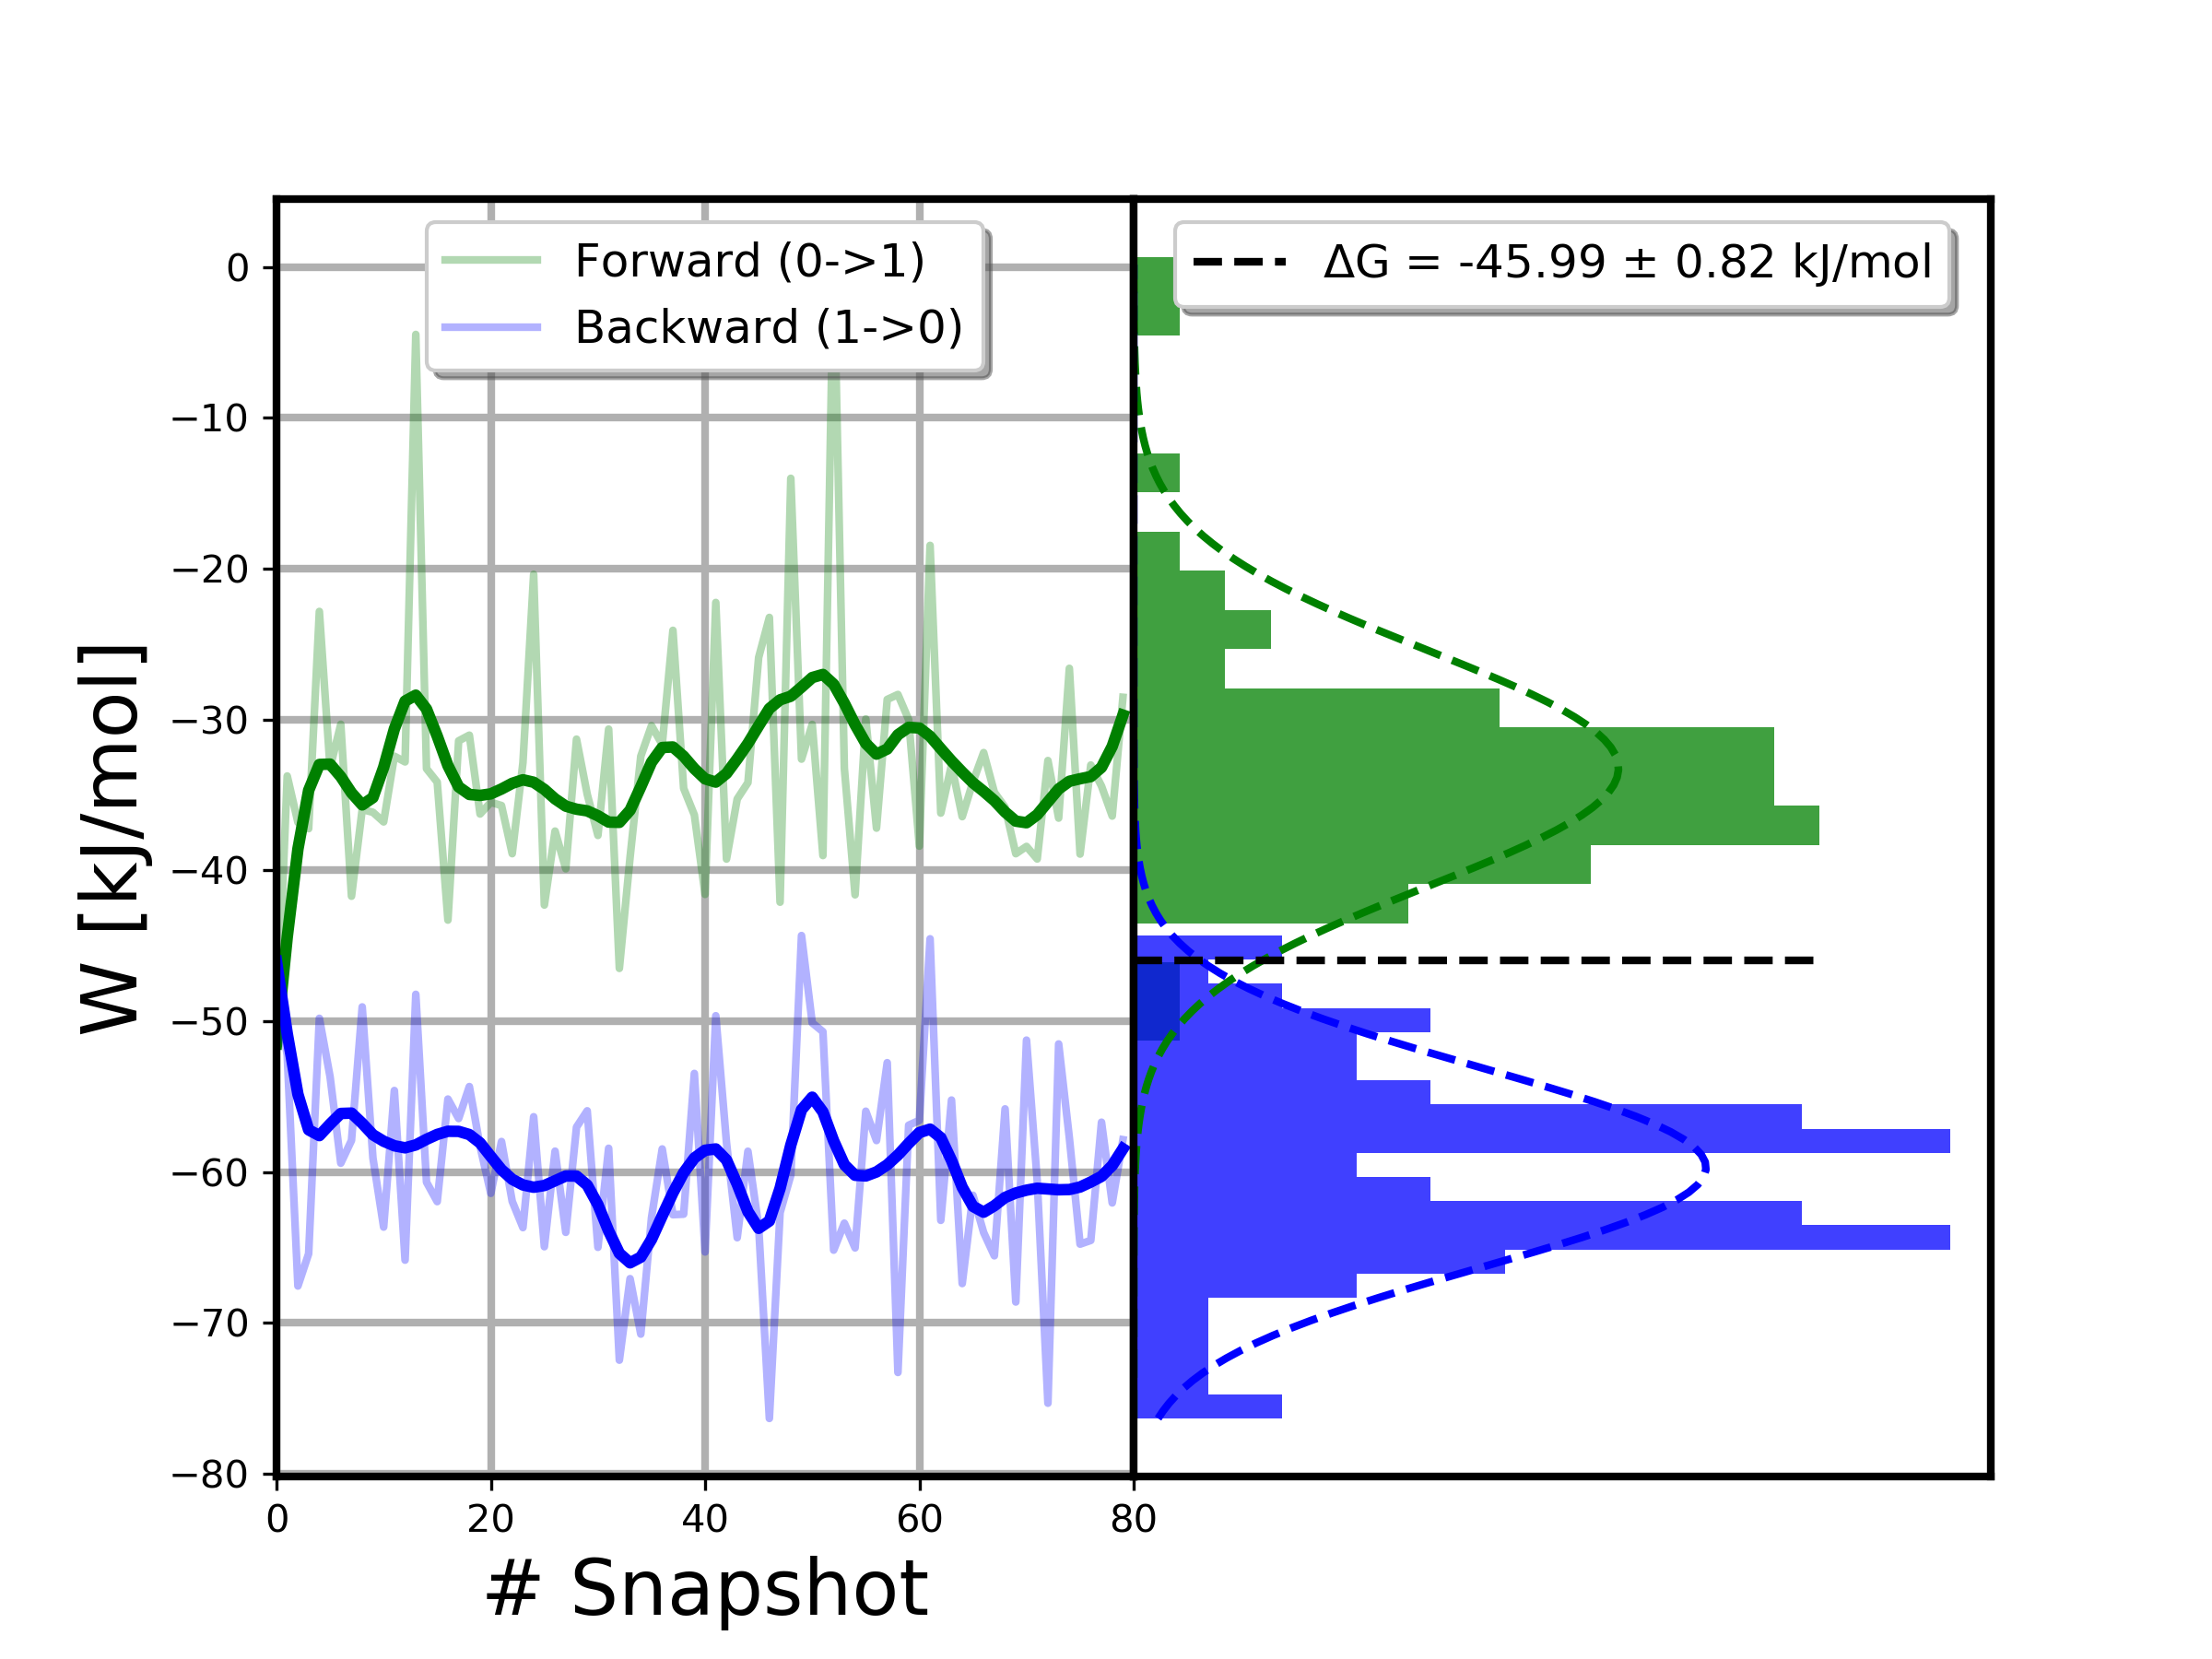 Forward (0->1)
Backward (1->0)
ΔG = -45.99 ± 0.82 kJ/mol
W [kJ/mol]
0
−10
−20
−30
−40
−50
−60
−70
−80
0 20 40 60 80
# Snapshot